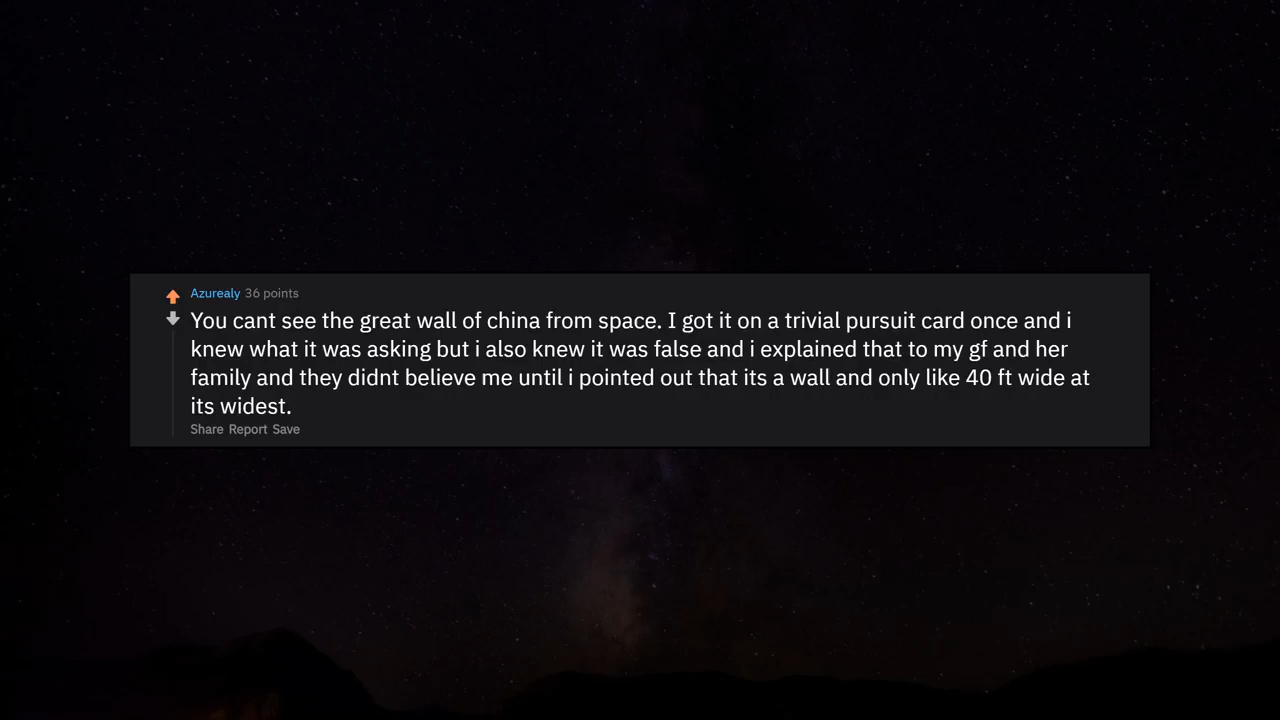 Azurealy 36 points
You cant see the great wall of china from space. I got it on a trivial pursuit card once and i
knew what it was asking but i also knew it was false and i explained that to my gf and her
family and they didnt believe me until i pointed out that its a wall and only like 40 ft wide at
its widest.
Share Report Save